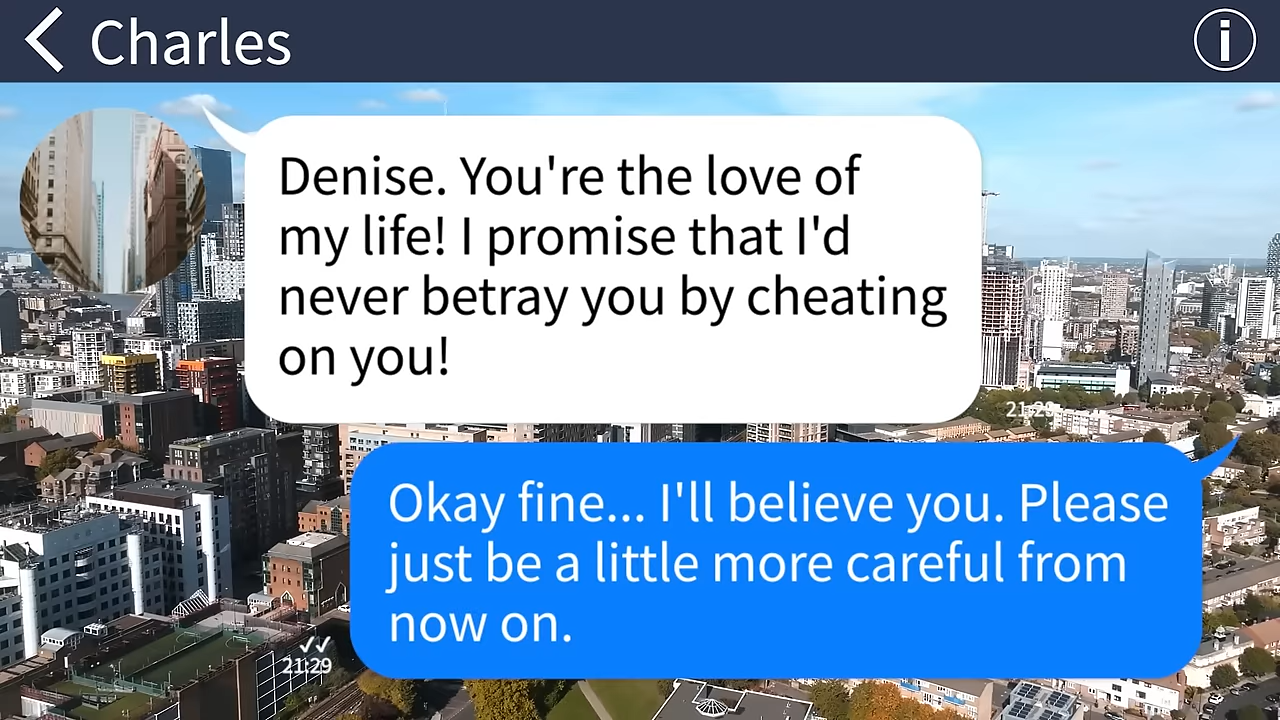 Charles
Denise. You're the love of
my life! I promise that I'd
never betray you by cheating
on you!
21:28
Okay fine... I'll believe you. Please
just be a little more careful from
now on.
21:29